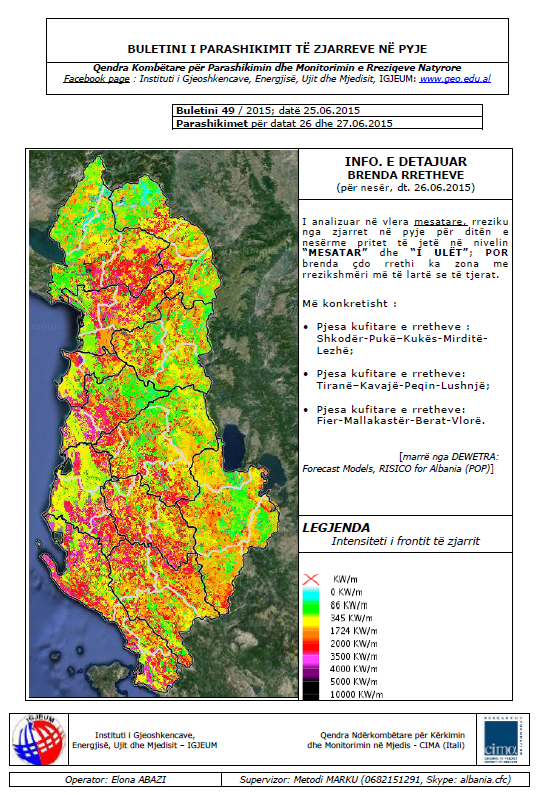 BULETINI I PARASHIKIMIT TË ZJARREVE NË PYJE
Qendra Kombëtare për Parashikimin dhe Monitorimin e Rreziqeve Natyrore
Facebook page : Instituti i Gjeoshkencave, Energjisë, Ujit dhe Mjedisit, IGJEUM: www.geo.edu.al
Buletini 49 / 2015; datë 25.06.2015
Parashikimet për datat 26 dhe 27.06.2015
INFO. E DETAJUAR
BRENDA RRETHEVE
(për nesër, dt. 26.06.2015)
I analizuar në vlera mesatare, rreziku
nga zjarret në pyje për ditën e
nesërme pritet të jetë në nivelin
“MESATAR” dhe “I ULËT”; POR
brenda çdo rrethi ka zona me
rrezikshmëri më të lartë se të tjerat.
Më konkretisht :
• Pjesa kufitare e rretheve :
Shkodër-Pukë–Kukës-Mirditë-
Lezhë;
• Pjesa kufitare e rretheve:
Tiranë–Kavajë-Peqin-Lushnjë;
• Pjesa kufitare e rretheve:
Fier-Mallakastër-Berat-Vlorë.
[marrë nga DEWETRA:
Forecast Models, RISICO for Albania (POP)]
LEGJENDA
Intensiteti i frontit të zjarrit
KW/m
0 KW/m
86 KW/m
345 KW/m
1724 KW/m
2000 KW/m
3500 KW/m
4000 KW/m
5000 KW/m
10000 KW/m
IGJEUM
Instituti i Gjeoshkencave,
Energjisë, Ujit dhe Mjedisit – IGJEUM
Qendra Ndërkombëtare për Kërkimin
dhe Monitorimin në Mjedis - CIMA (Itali)
cima
Operator: Elona ABAZI
Supervizor: Metodi MARKU (0682151291, Skype: albania.cfc)